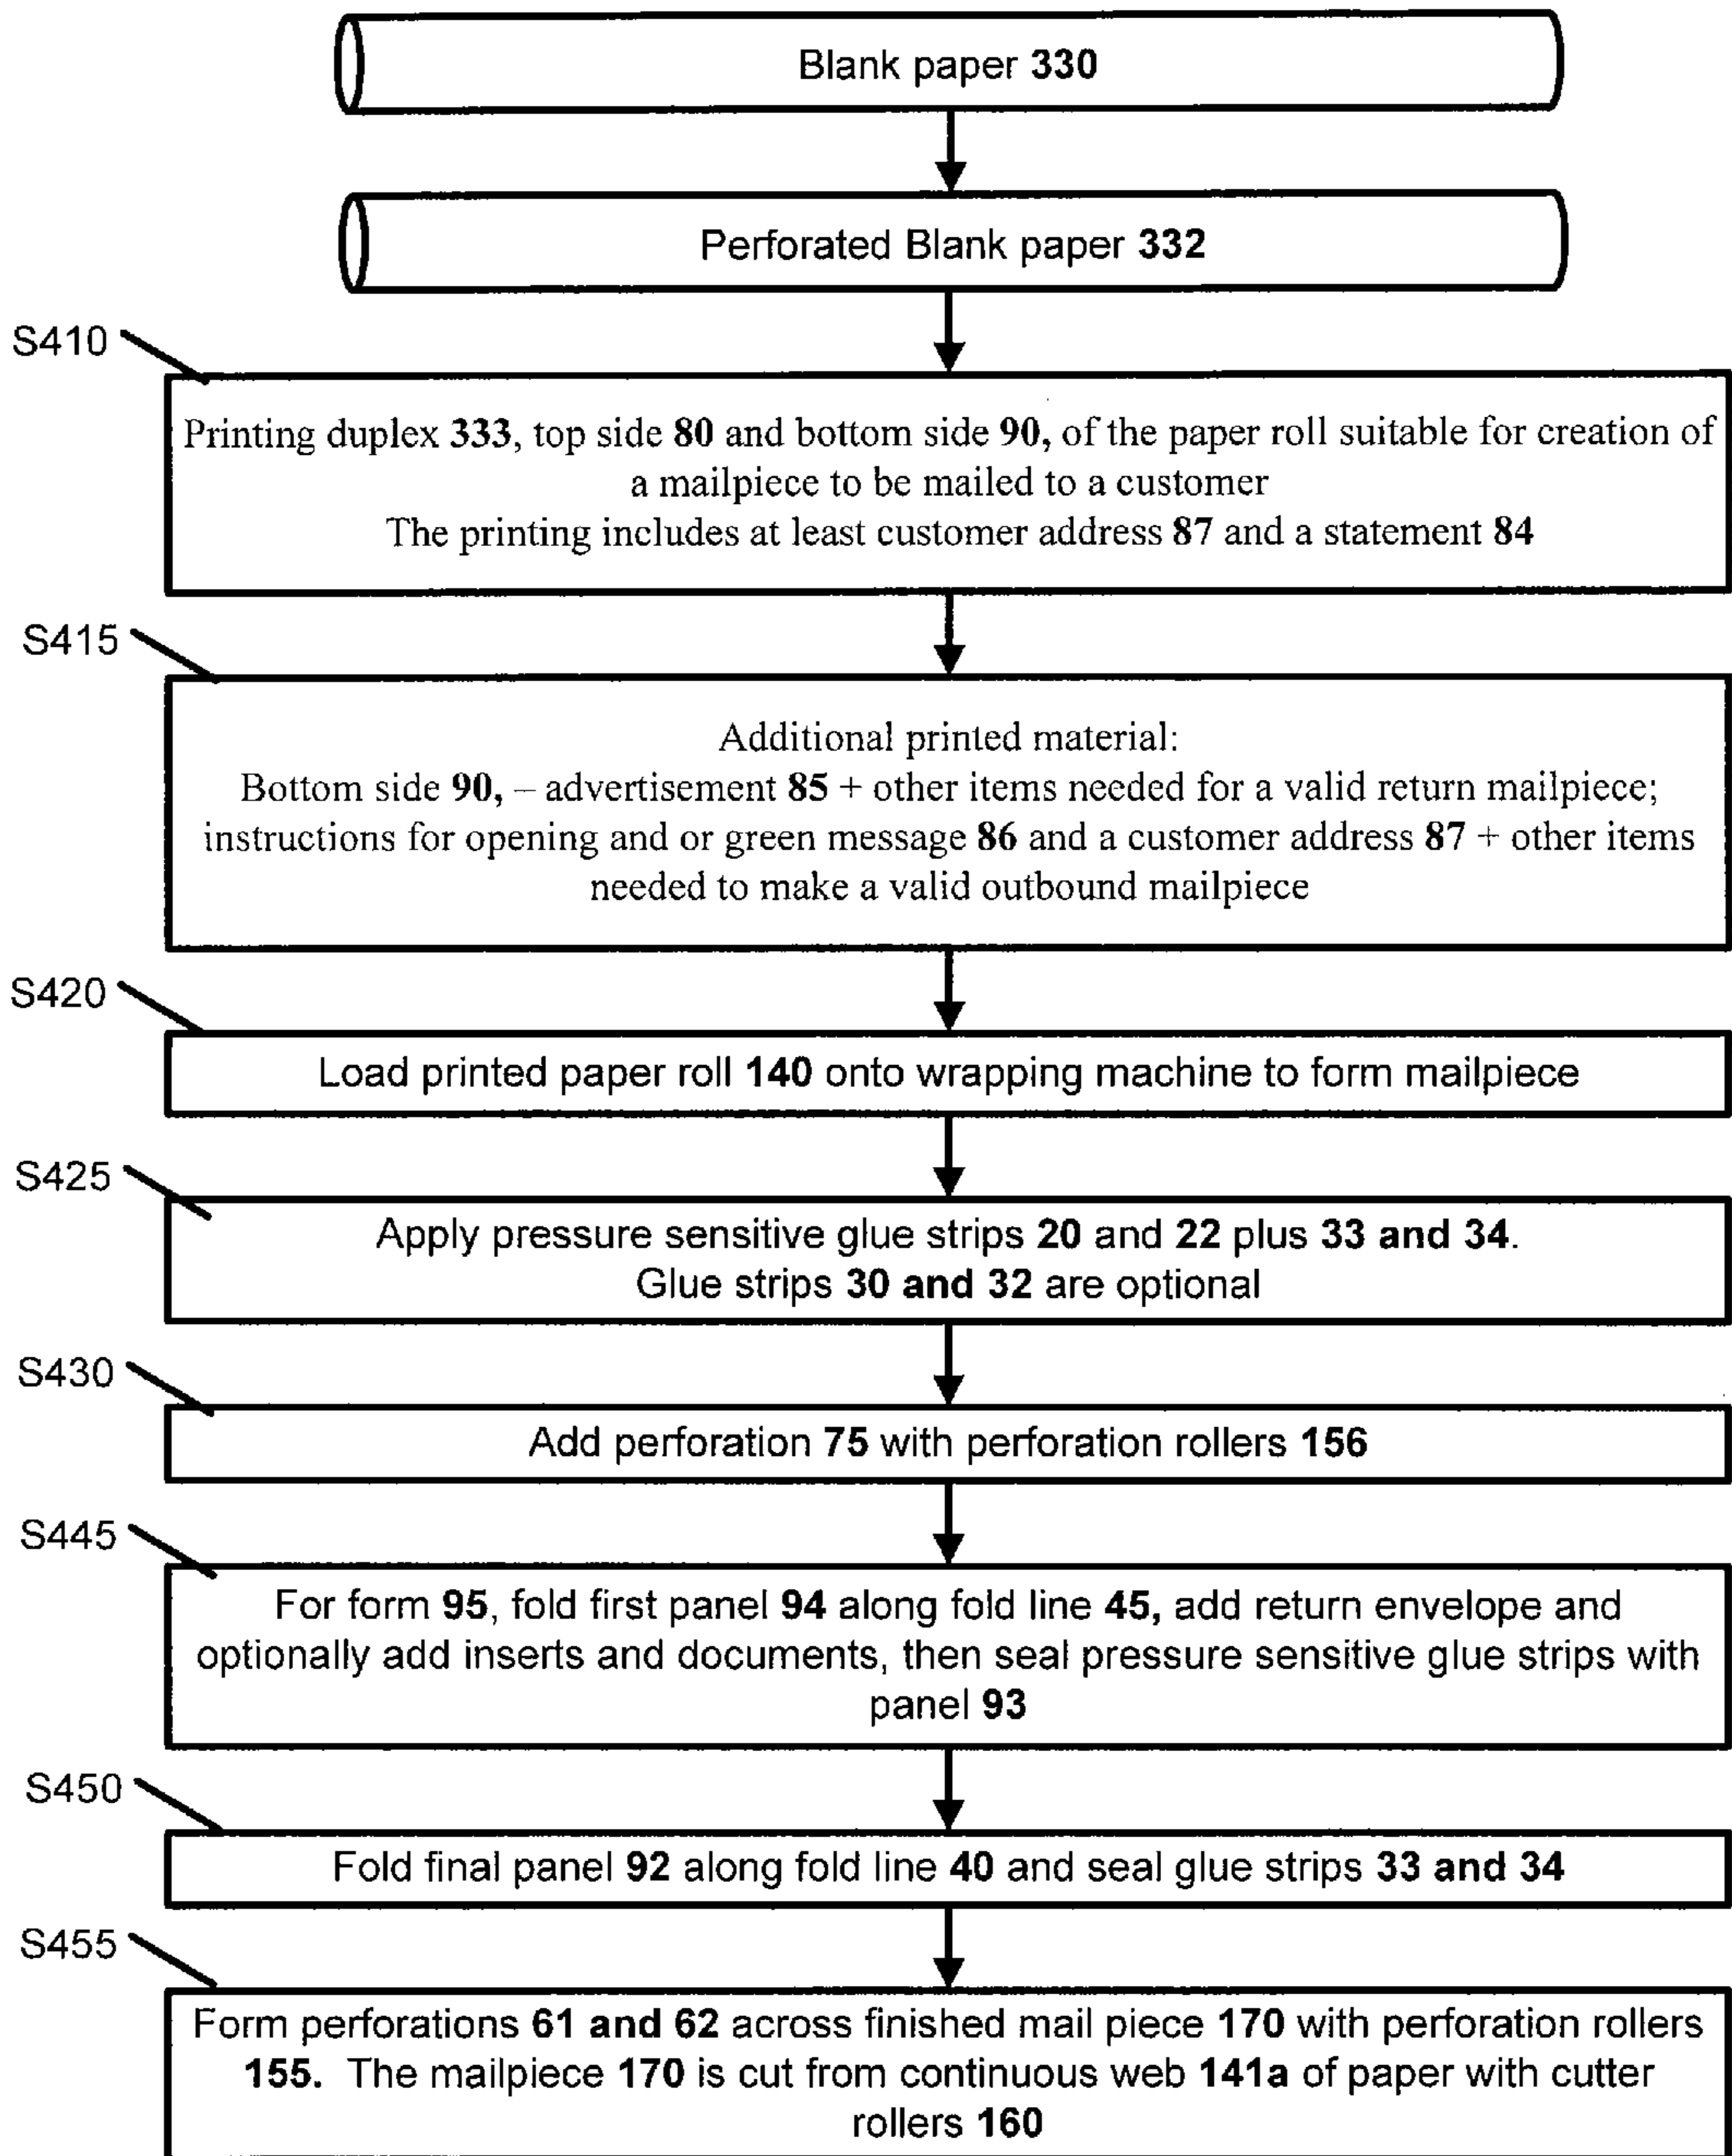 Blank paper 330
Perforated Blank paper 332
S410
Printing duplex 333, top side 80 and bottom side 90, of the paper roll suitable for creation of
a mailpiece to be mailed to a customer
The printing includes at least customer address 87 and a statement 84
S415
Additional printed material:
Bottom side 90, – advertisement 85 + other items needed for a valid return mailpiece;
instructions for opening and or green message 86 and a customer address 87 + other items
needed to make a valid outbound mailpiece
S420
Load printed paper roll 140 onto wrapping machine to form mailpiece
S425
Apply pressure sensitive glue strips 20 and 22 plus 33 and 34.
Glue strips 30 and 32 are optional
S430
Add perforation 75 with perforation rollers 156
S445
For form 95, fold first panel 94 along fold line 45, add return envelope and
optionally add inserts and documents, then seal pressure sensitive glue strips with
panel 93
S450
Fold final panel 92 along fold line 40 and seal glue strips 33 and 34
S455
Form perforations 61 and 62 across finished mail piece 170 with perforation rollers
155. The mailpiece 170 is cut from continuous web 141a of paper with cutter
rollers 160